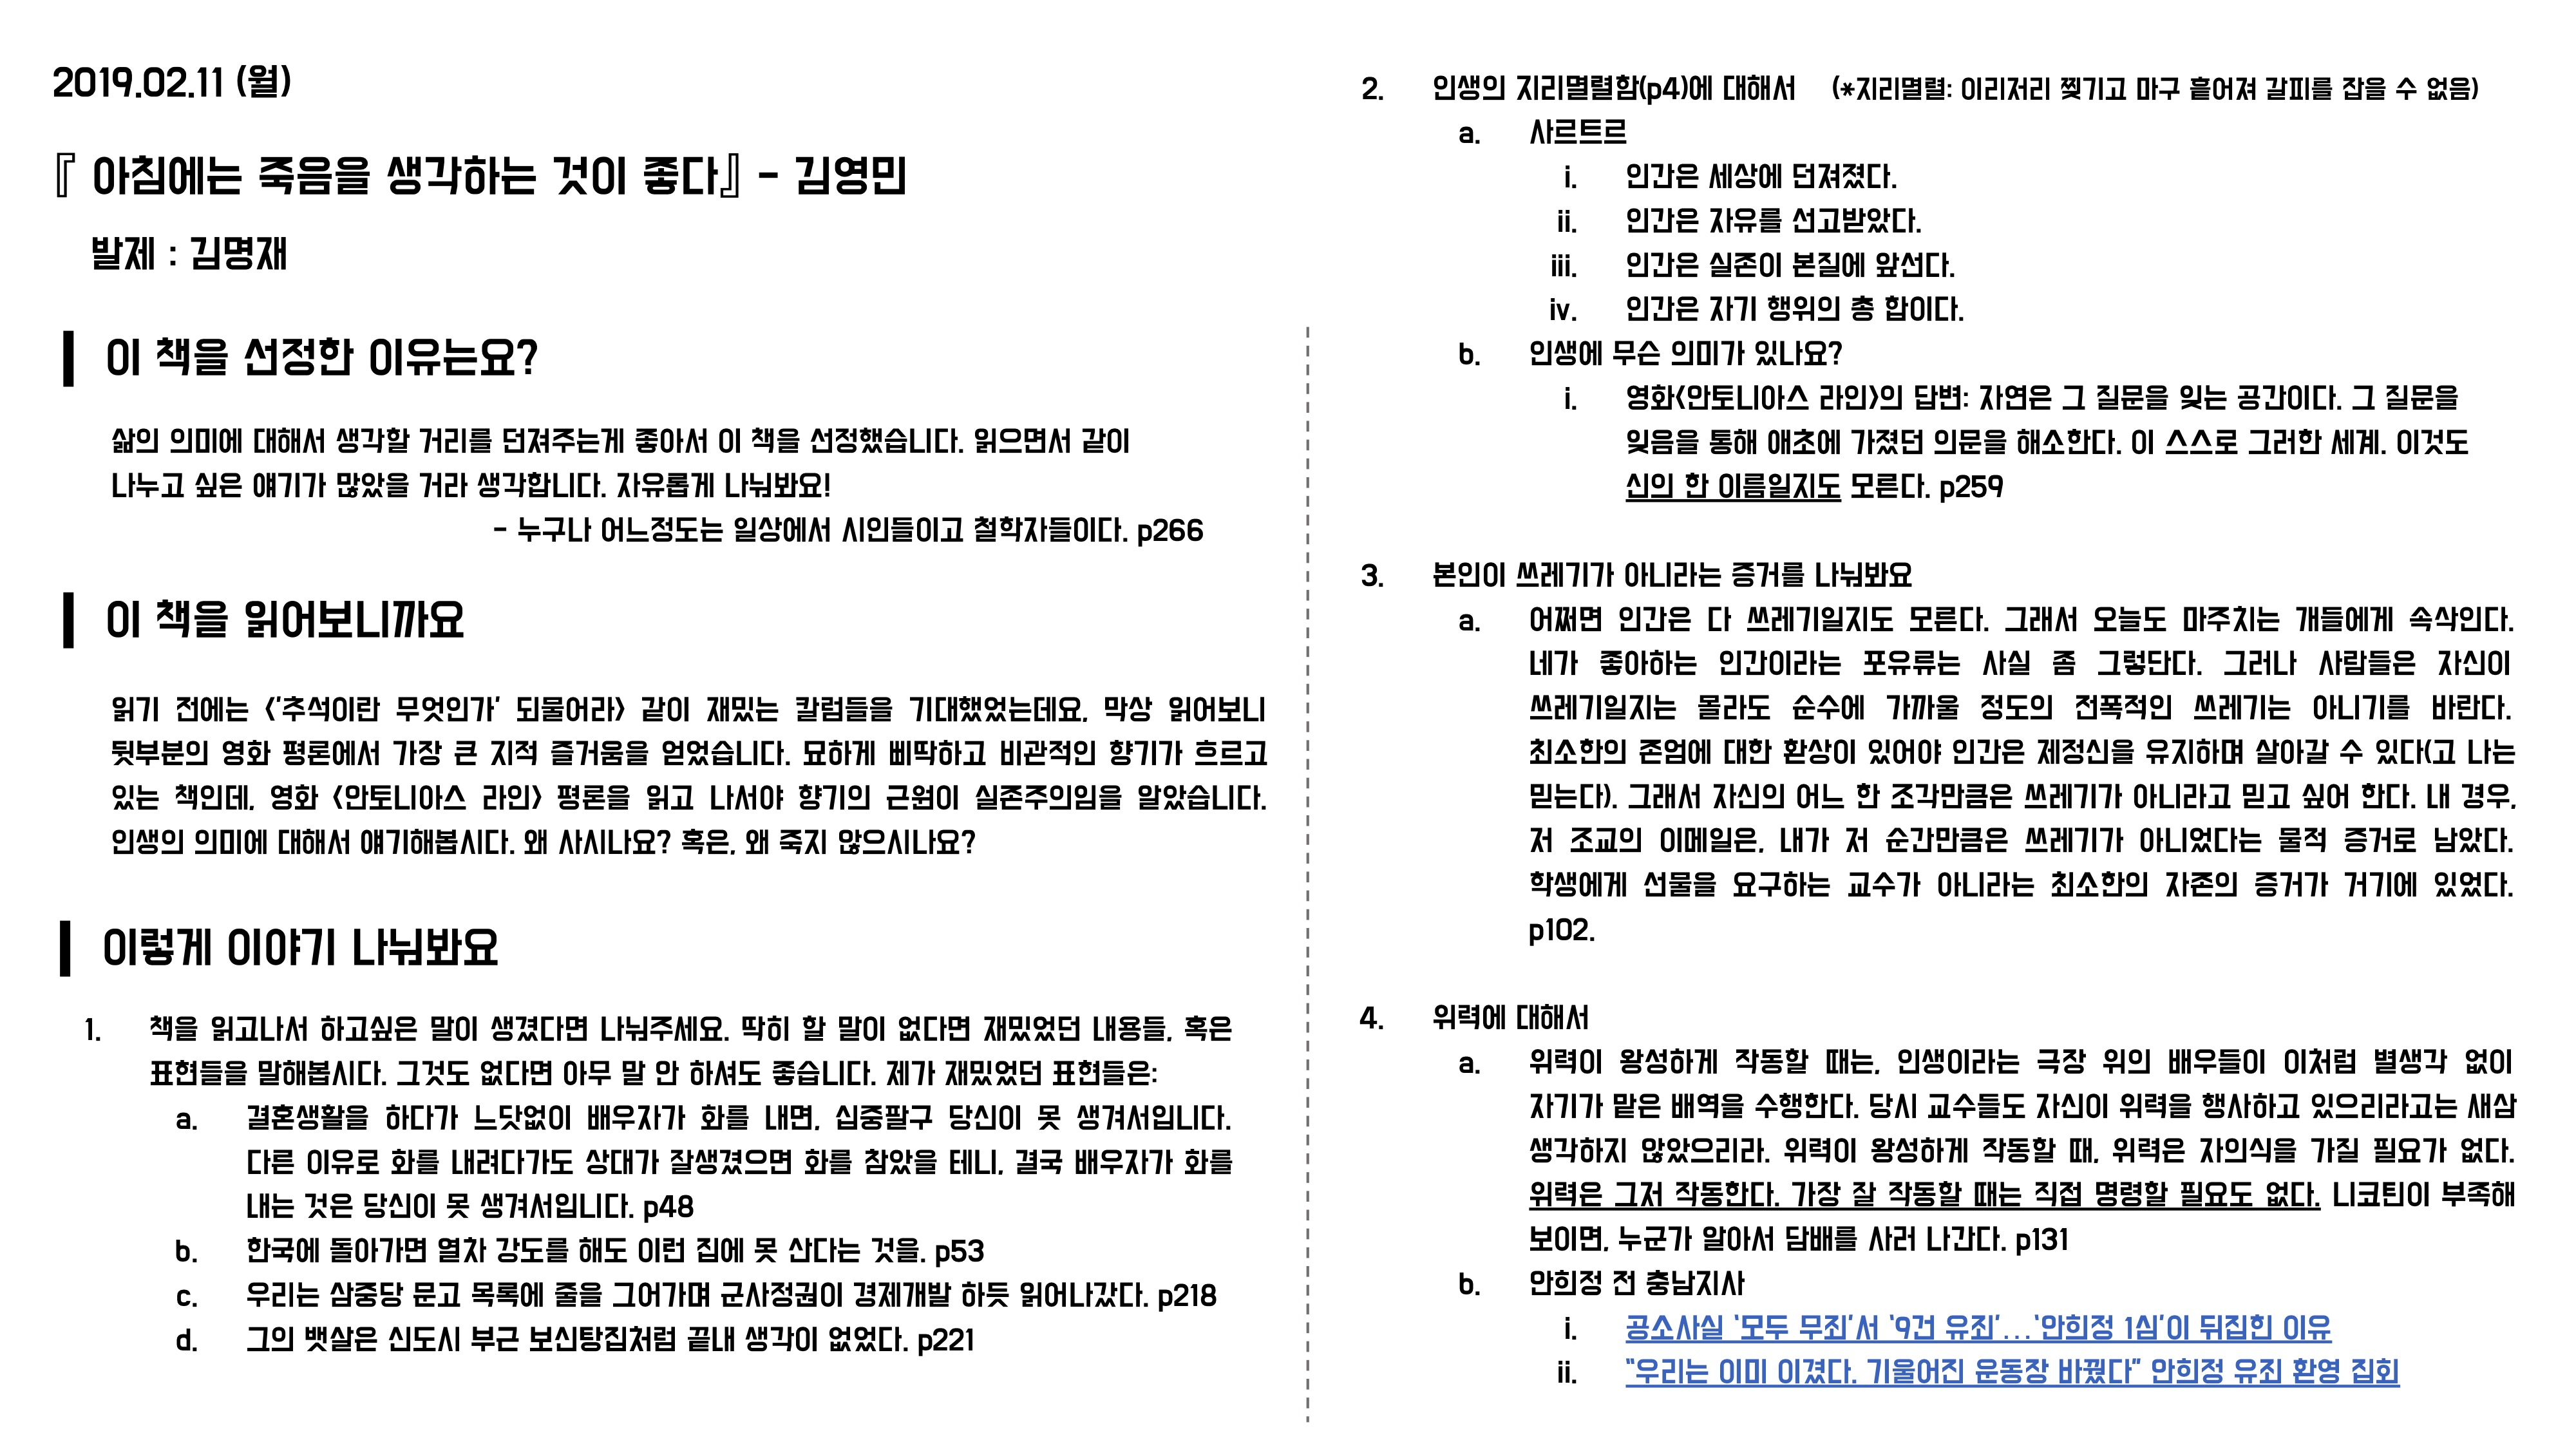 2019.02.11 (월)
『 아침에는 죽음을 생각하는 것이 좋다』 - 김영민
발제 : 김명재
이 책을 선정한 이유는요?
삶의 의미에 대해서 생각할 거리를 던져주는게 좋아서 이 책을 선정했습니다. 읽으면서 같이
나누고 싶은 얘기가 많았을 거라 생각합니다. 자유롭게 나눠봐요!
- 누구나 어느정도는 일상에서 시인들이고 철학자들이다. p266
이 책을 읽어보니까요
읽기 전에는 <'추석이란 무엇인가' 되물어라> 같이 재밌는 칼럼들을 기대했었는데요, 막상 읽어보니
뒷부분의 영화 평론에서 가장 큰 지적 즐거움을 얻었습니다. 묘하게 삐딱하고 비관적인 향기가 흐르고
있는 책인데, 영화 <안토니아스 라인> 평론을 읽고 나서야 향기의 근원이 실존주의임을 알았습니다.
인생의 의미에 대해서 얘기해봅시다. 왜 사시나요? 혹은, 왜 죽지 않으시나요?
이렇게 이야기 나눠봐요
1. 책을 읽고나서 하고싶은 말이 생겼다면 나눠주세요. 딱히 할 말이 없다면 재밌었던 내용들, 혹은
표현들을 말해봅시다. 그것도 없다면 아무 말 안 하셔도 좋습니다. 제가 재밌었던 표현들은:
a. 결혼생활을 하다가 느닷없이 배우자가 화를 내면, 십중팔구 당신이 못 생겨서입니다.
다른 이유로 화를 내려다가도 상대가 잘생겼으면 화를 참았을 테니, 결국 배우자가 화를
내는 것은 당신이 못 생겨서입니다. p48
b. 한국에 돌아가면 열차 강도를 해도 이런 집에 못 산다는 것을. p53
c. 우리는 삼중당 문고 목록에 줄을 그어가며 군사정권이 경제개발 하듯 읽어나갔다. p218
d. 그의 뱃살은 신도시 부근 보신탕집처럼 끝내 생각이 없었다. p221
2. 인생의 지리멸렬함(p4)에 대해서 (*지리멸렬: 이리저리 찢기고 마구 흩어져 갈피를 잡을 수 없음)
a. 사르트르
i. 인간은 세상에 던져졌다.
ii. 인간은 자유를 선고받았다.
iii. 인간은 실존이 본질에 앞선다.
iv. 인간은 자기 행위의 총 합이다.
b. 인생에 무슨 의미가 있나요?
i. 영화<안토니아스 라인>의 답변: 자연은 그 질문을 잊는 공간이다. 그 질문을
잊음을 통해 애초에 가졌던 의문을 해소한다. 이 스스로 그러한 세계. 이것도
신의 한 이름일지도 모른다. p259
3. 본인이 쓰레기가 아니라는 증거를 나눠봐요
a. 어쩌면 인간은 다 쓰레기일지도 모른다. 그래서 오늘도 마주치는 개들에게 속삭인다.
네가 좋아하는 인간이라는 포유류는 사실 좀 그렇단다. 그러나 사람들은 자신이
쓰레기일지는 몰라도 순수에 가까울 정도의 전폭적인 쓰레기는 아니기를 바란다.
최소한의 존엄에 대한 환상이 있어야 인간은 제정신을 유지하며 살아갈 수 있다(고 나는
믿는다). 그래서 자신의 어느 한 조각만큼은 쓰레기가 아니라고 믿고 싶어 한다. 내 경우,
저 조교의 이메일은, 내가 저 순간만큼은 쓰레기가 아니었다는 물적 증거로 남았다.
학생에게 선물을 요구하는 교수가 아니라는 최소한의 자존의 증거가 거기에 있었다.
p102.
4. 위력에 대해서
a. 위력이 왕성하게 작동할 때는, 인생이라는 극장 위의 배우들이 이처럼 별생각 없이
자기가 맡은 배역을 수행한다. 당시 교수들도 자신이 위력을 행사하고 있으리라고는 새삼
생각하지 않았으리라. 위력이 왕성하게 작동할 때, 위력은 자의식을 가질 필요가 없다.
위력은 그저 작동한다. 가장 잘 작동할 때는 직접 명령할 필요도 없다. 니코틴이 부족해
보이면, 누군가 알아서 담배를 사러 나간다. p131
b. 안희정 전 충남지사
i. 공소사실 '모두 무죄'서 '9건 유죄'…'안희정 1심'이 뒤집힌 이유
ii. "우리는 이미 이겼다. 기울어진 운동장 바꿨다" 안희정 유죄 환영 집회